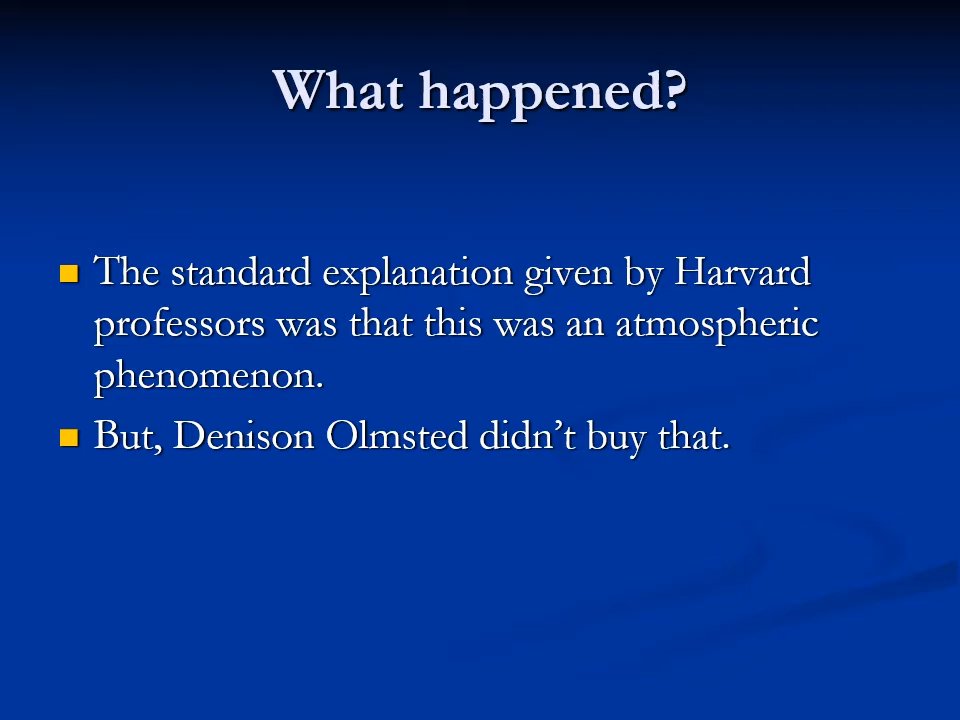 What happened?
The standard explanation given by Harvard
professors was that this was an atmospheric
phenomenon.
But, Denison Olmsted didn’t buy that.